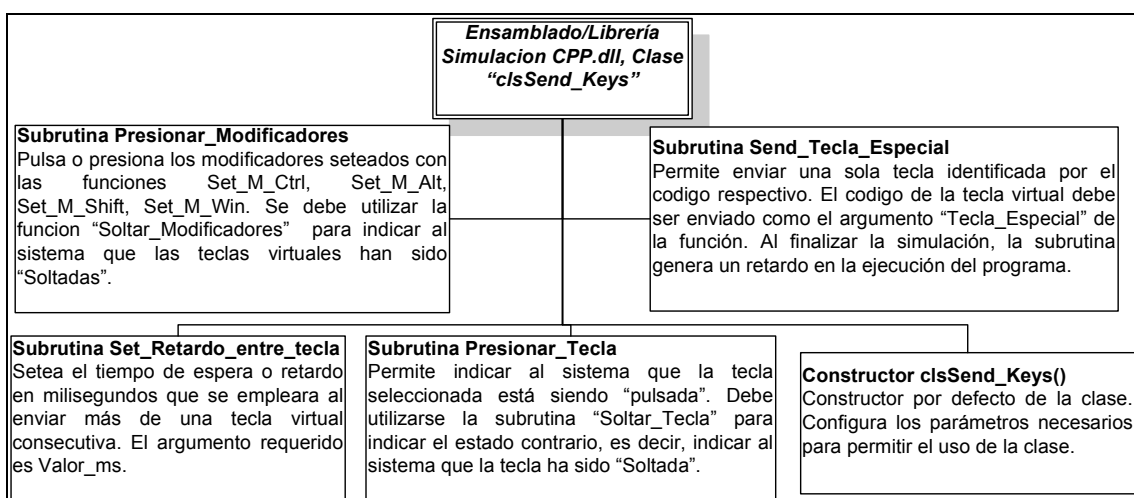 Ensamblado/Librería
Simulacion CPP.dll, Clase
“clsSend_Keys”
Subrutina Presionar_Modificadores
Pulsa o presiona los modificadores seteados con
las funciones Set_M_Ctrl, Set_M_Alt,
Set_M_Shift, Set_M_Win. Se debe utilizar la
funcion “Soltar_Modificadores” para indicar al
sistema que las teclas virtuales han sido
“Soltadas”.
Subrutina Send_Tecla_Especial
Permite enviar una sola tecla identificada por el
codigo respectivo. El codigo de la tecla virtual debe
ser enviado como el argumento “Tecla_Especial” de
la función. Al finalizar la simulación, la subrutina
genera un retardo en la ejecución del programa.
Subrutina Set_Retardo_entre_tecla
Setea el tiempo de espera o retardo
en milisegundos que se empleara al
enviar más de una tecla virtual
consecutiva. El argumento requerido
es Valor_ms.
Subrutina Presionar_Tecla
Permite indicar al sistema que la tecla
seleccionada está siendo “pulsada”. Debe
utilizarse la subrutina “Soltar_Tecla” para
indicar el estado contrario, es decir, indicar al
sistema que la tecla ha sido “Soltada”.
Constructor clsSend_Keys()
Constructor por defecto de la clase.
Configura los parámetros necesarios
para permitir el uso de la clase.